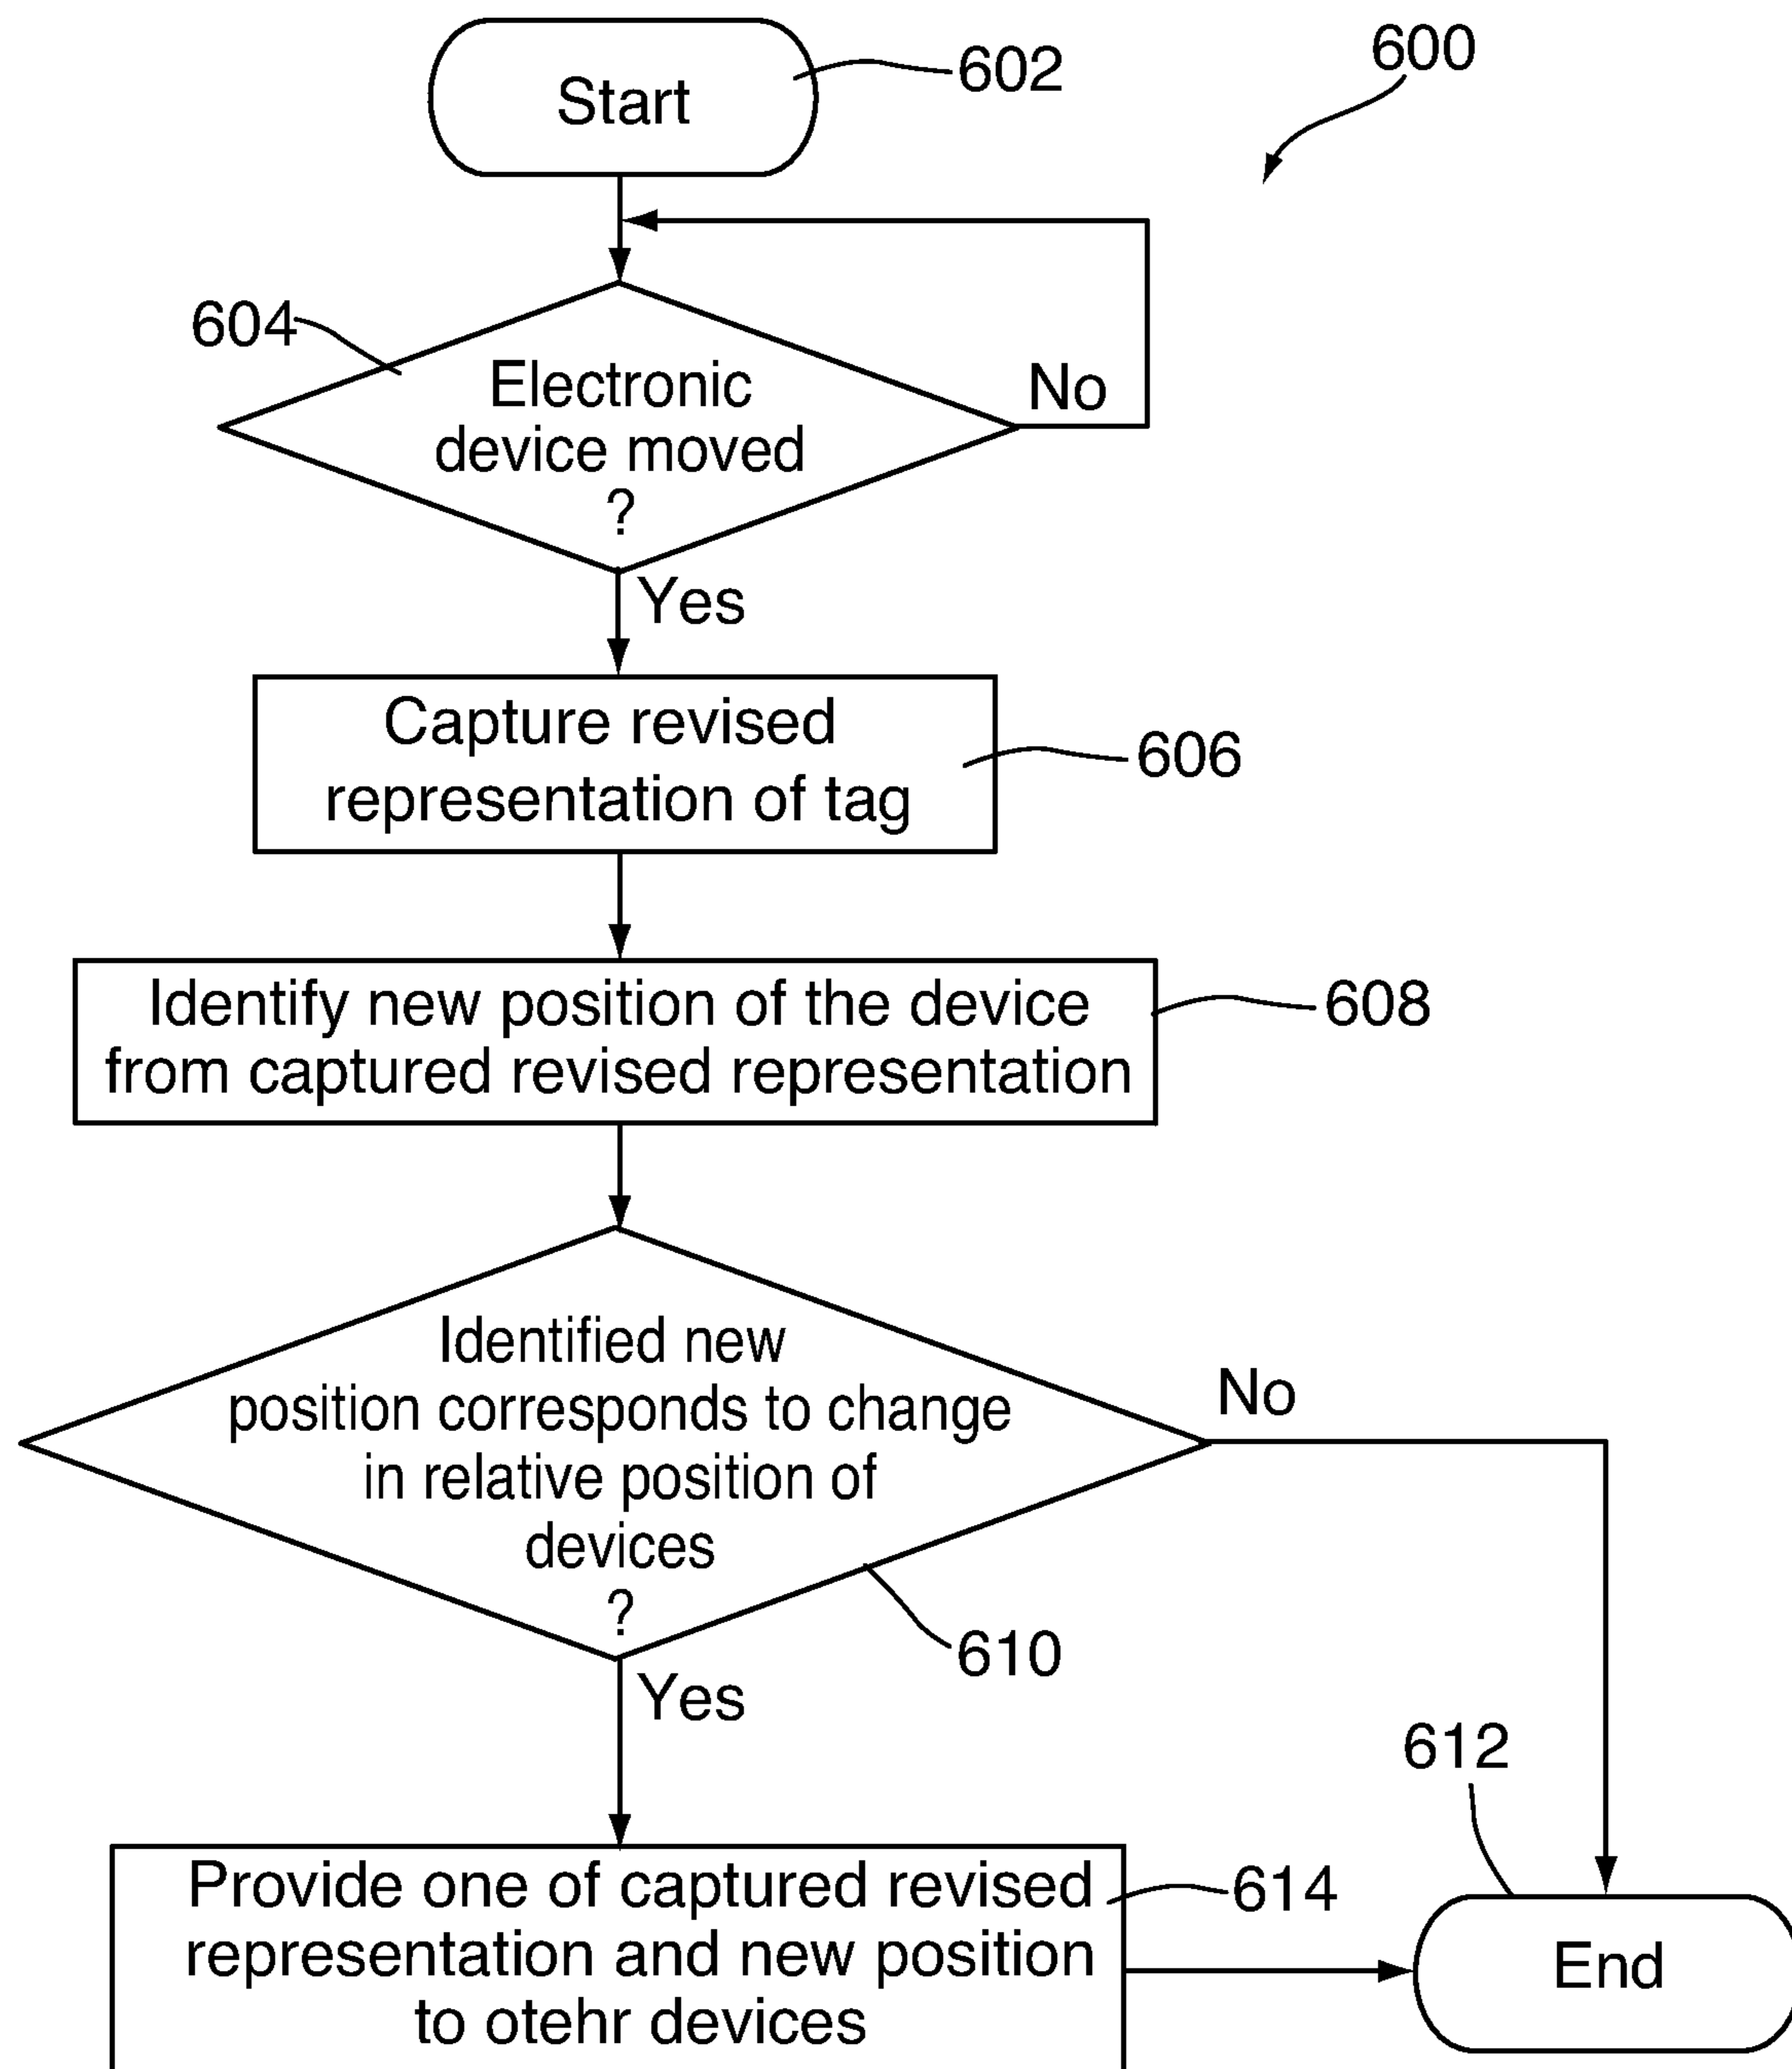 600
Start
602
604
Electronic
device moved
?
No
Yes
Capture revised
representation of tag
606
Identify new position of the device
from captured revised representation
608
Identified new
position corresponds to change
in relative position of
devices
?
No
610
Yes
612
Provide one of captured revised
representation and new position
to otehr devices
614
End